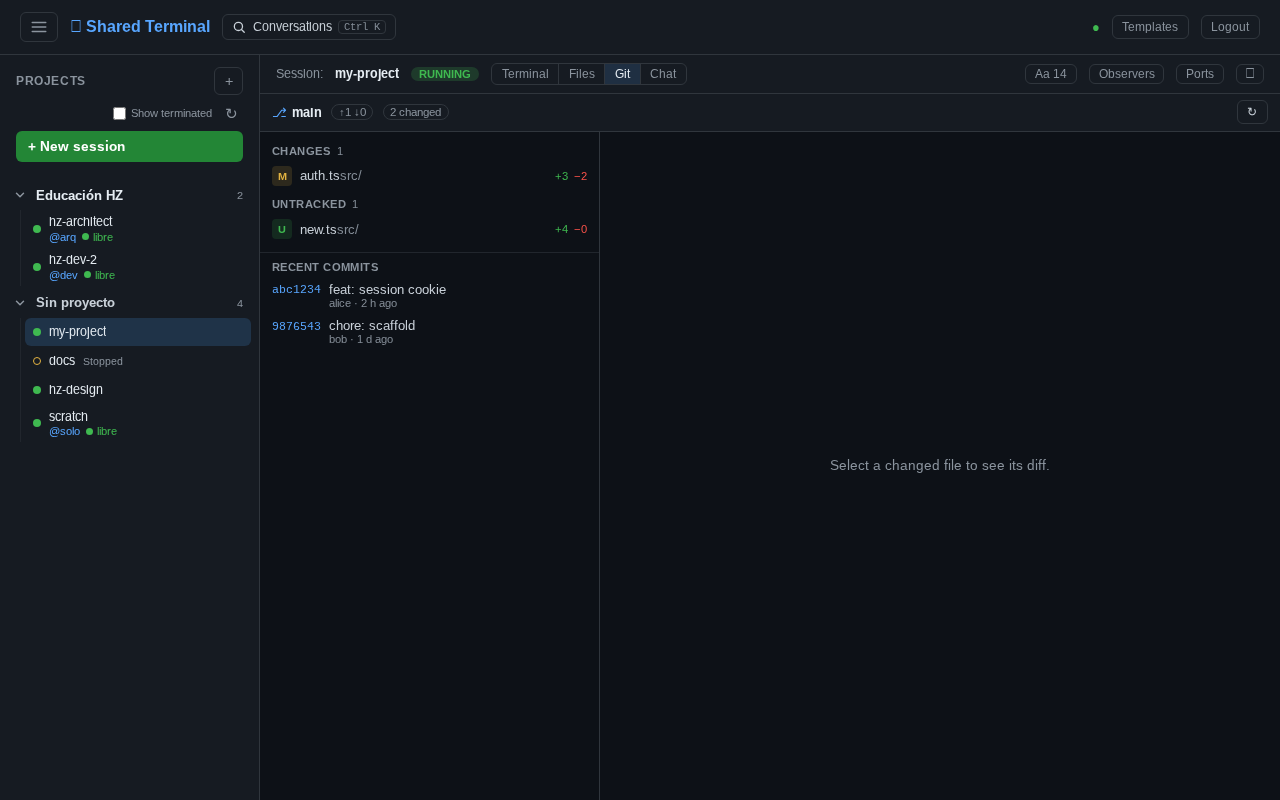 Shared Terminal
Conversations Ctrl K
Templates
Logout
PROJECTS
+
Show terminated
+ New session
Educación HZ 2
hz-architect
@arq libre
hz-dev-2
@dev libre
Sin proyecto 4
my-project
docs Stopped
hz-design
scratch
@solo libre
Session: my-project RUNNING
Terminal Files Git Chat
Aa 14
Observers
Ports
main ↑1 ↓0 2 changed
↻
CHANGES 1
M auth.tssrc/ +3 −2
UNTRACKED 1
U new.tssrc/ +4 −0
RECENT COMMITS
abc1234 feat: session cookie
alice · 2 h ago
9876543 chore: scaffold
bob · 1 d ago
Select a changed file to see its diff.